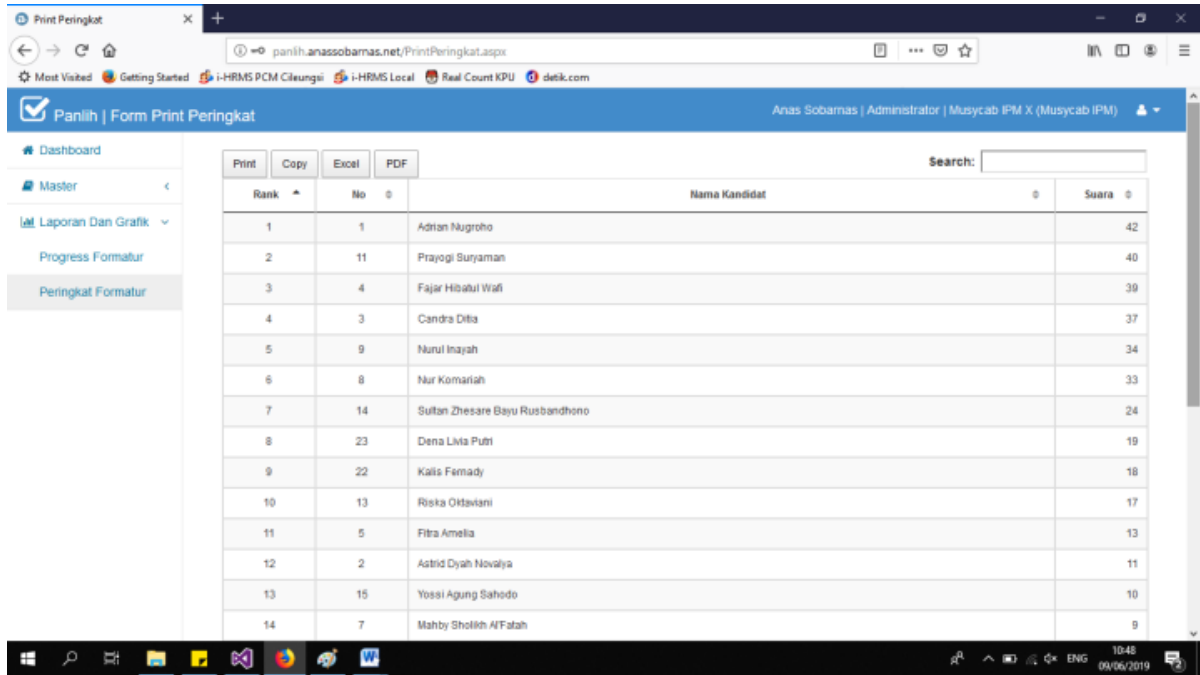 Print Peringkat
panlih.anassobarnas.net/PrintPeringkat.aspx
Most Visited Getting Started i-HRMS PCM Cileungsi i-HRMS Local Real Count KPU detik.com
Panlih | Form Print Peringkat
Anas Sobarnas | Administrator | Musycab IPM X (Musycab IPM)
Dashboard
Master
Laporan Dan Grafik
Progress Formatur
Peringkat Formatur
Print Copy Excel PDF
Search:
Rank No Nama Kandidat Suara
1 1 Adrian Nugroho 42
2 11 Prayogi Suryaman 40
3 4 Fajar Hibatul Wafi 39
4 3 Candra Ditia 37
5 9 Nurul Inayah 34
6 8 Nur Komariah 33
7 14 Sultan Zhesare Bayu Rusbandhono 24
8 23 Dena Livia Putri 19
9 22 Kalis Fernady 18
10 13 Riska Oktaviani 17
11 5 Fitra Amelia 13
12 2 Astrid Dyah Novalya 11
13 15 Yossi Agung Sahodo 10
14 7 Mahby Sholikh Al'Fatah 9
ENG
10:48
09/06/2019